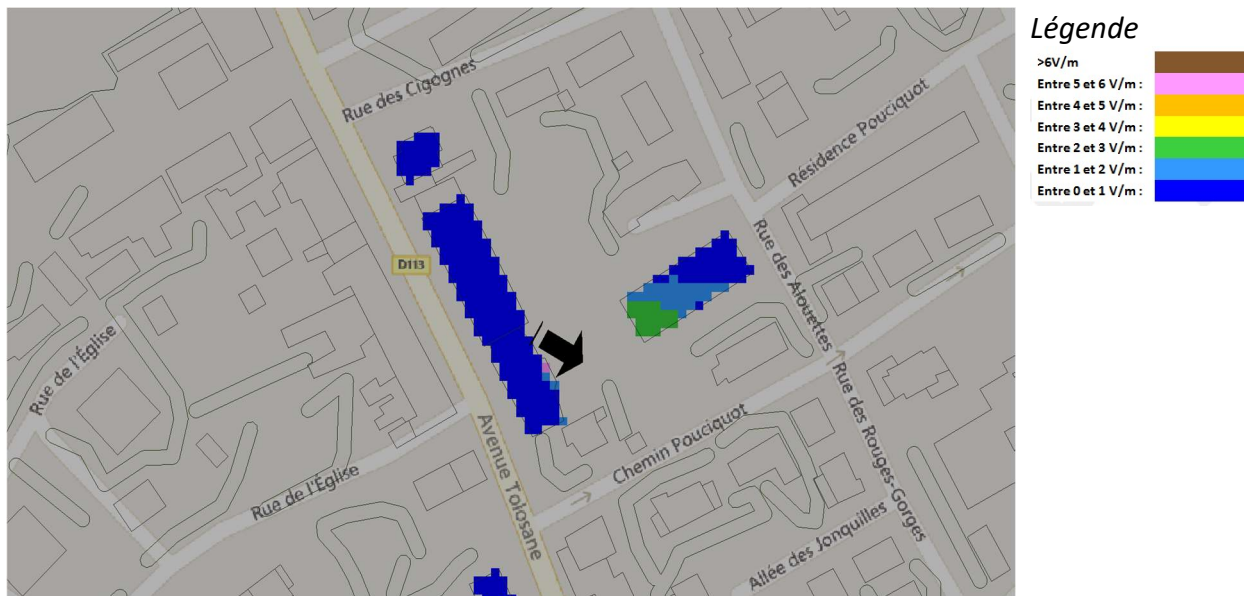 Légende
>6V/m
Entre 5 et 6 V/m :
Entre 4 et 5 V/m :
Entre 3 et 4 V/m :
Entre 2 et 3 V/m :
Entre 1 et 2 V/m :
Entre 0 et 1 V/m :
Rue des Cigognes
Résidence Pouciquot
D113
Rue des Alouettes
Rue de l'Église
Rue des Rouges-Gorges
Chemin Pouciquot
Avenue Tolosane
Rue de l'Église
Allée des Jonquilles